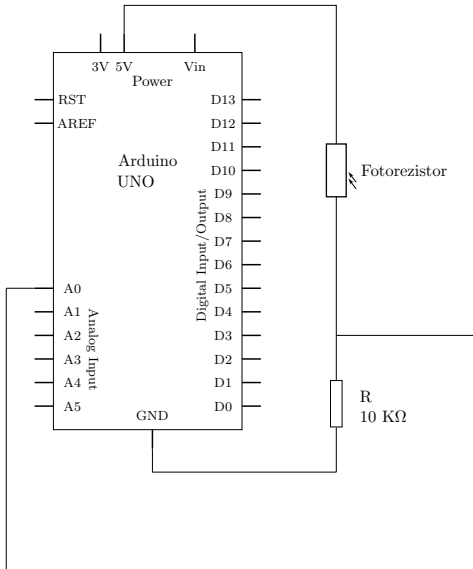 3V 5V Vin
Power
RST D13
AREF D12
D11
Arduino
UNO
D10
D9
D8
D7
D6
A0 D5
A1 D4
A2 D3
A3 D2
A4 D1
A5 D0
Analog Input
Digital Input/Output
GND
Fotorezistor
R
10 KΩ